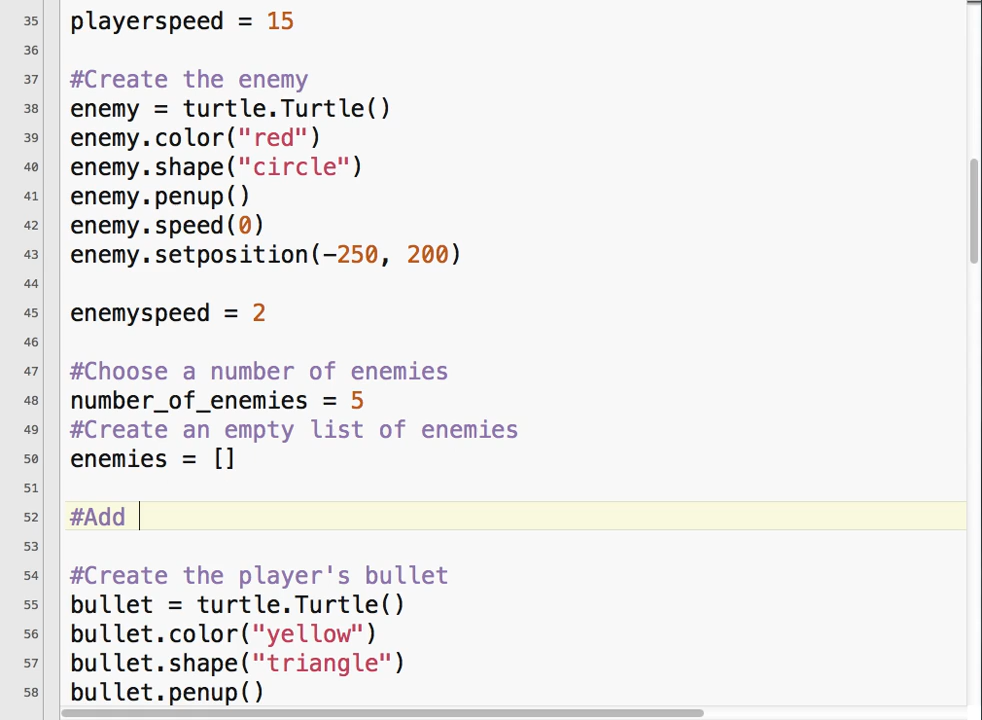 35 playerspeed = 15
36
37 #Create the enemy
38 enemy = turtle.Turtle()
39 enemy.color("red")
40 enemy.shape("circle")
41 enemy.penup()
42 enemy.speed(0)
43 enemy.setposition(-250, 200)
44
45 enemyspeed = 2
46
47 #Choose a number of enemies
48 number_of_enemies = 5
49 #Create an empty list of enemies
50 enemies = []
51
52 #Add
53
54 #Create the player's bullet
55 bullet = turtle.Turtle()
56 bullet.color("yellow")
57 bullet.shape("triangle")
58 bullet.penup()